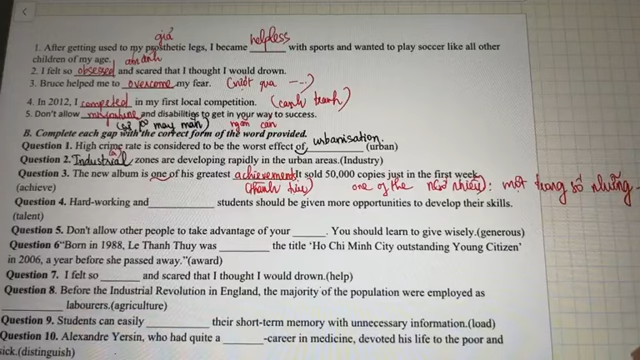 giả helpless
1. After getting used to my prosthetic legs, I became ______ with sports and wanted to play soccer like all other
children of my age.
2. I felt so obsessed and scared that I thought I would drown.
3. Bruce helped me to overcome my fear. (vượt qua ---)
4. In 2012, I competed in my first local competition. (cạnh tranh)
5. Don't allow misfortune and disabilities to get in your way to success.
(sự ko may mắn) ngăn cản
B. Complete each gap with the correct form of the word provided.
Question 1. High crime rate is considered to be the worst effect of urbanisation. (urban)
Question 2. Industrial zones are developing rapidly in the urban areas.(Industry)
Question 3. The new album is one of his greatest achievement. It sold 50,000 copies just in the first week.
(achieve) (thành tựu) one of the N số nhiều: một trong số những
Question 4. Hard-working and ______ students should be given more opportunities to develop their skills.
(talent)
Question 5. Don't allow other people to take advantage of your ______. You should learn to give wisely.(generous)
Question 6"Born in 1988, Le Thanh Thuy was ______ the title 'Ho Chi Minh City outstanding Young Citizen'
in 2006, a year before she passed away."(award)
Question 7. I felt so ______ and scared that I thought I would drown.(help)
Question 8. Before the Industrial Revolution in England, the majority of the population were employed as
______ labourers.(agriculture)
Question 9. Students can easily ______ their short-term memory with unnecessary information.(load)
Question 10. Alexandre Yersin, who had quite a ______-career in medicine, devoted his life to the poor and
sick.(distinguish)